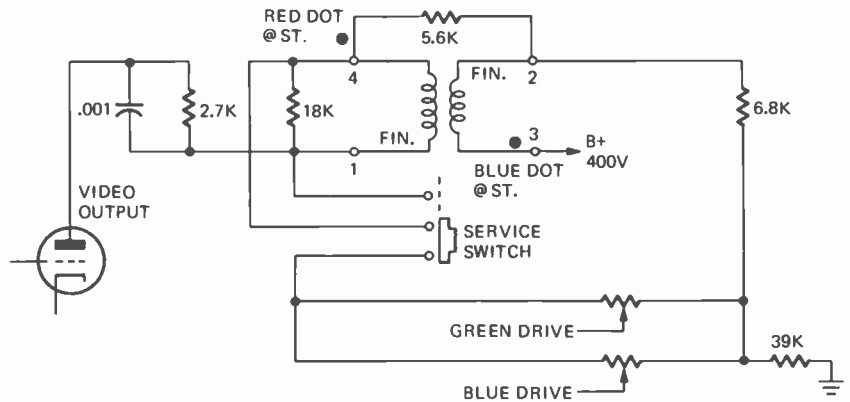 RED DOT
@ ST.
5.6K
4
FIN.
2
.001
2.7K
18K
6.8K
FIN.
1
3
B+
400V
BLUE DOT
@ ST.
VIDEO
OUTPUT
SERVICE
SWITCH
GREEN DRIVE
39K
BLUE DRIVE